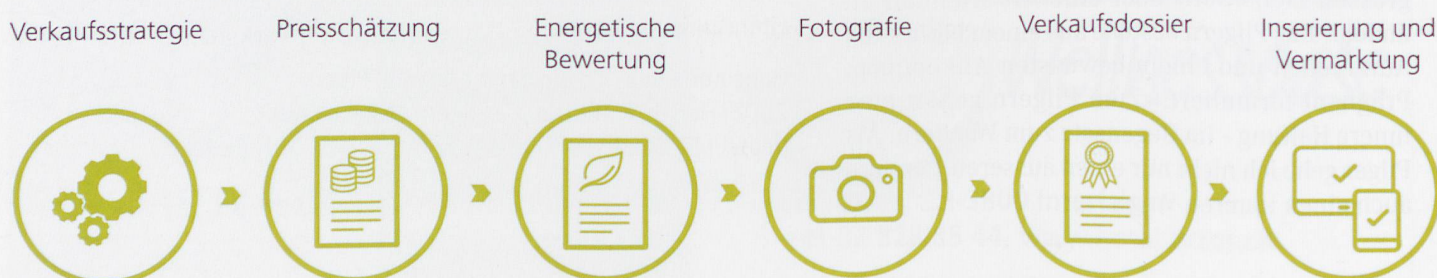 Verkaufsstrategie
Preisschätzung
Energetische
Bewertung
Fotografie
Verkaufsdossier
Inserierung und
Vermarktung